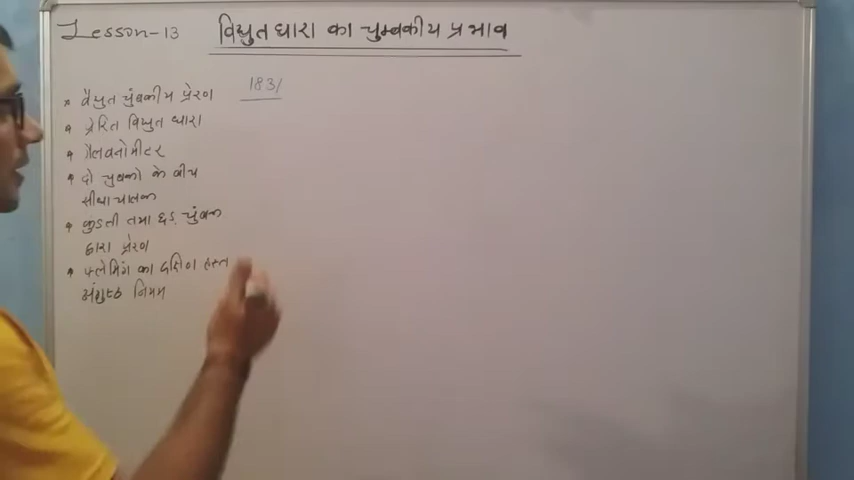 Lesson-13 विद्युत धारा का चुम्बकीय प्रभाव
वैद्युत चुंबकीय प्रेरण 1831
प्रेरित विद्युत धारा
गैलवनोमीटर
दो चुबको के बीच
सीधा चालक
कुंडली तथा छड़ चुंबक
द्वारा प्रेरण
फ्लेमिंग का दक्षिण हस्त
अंगुष्ठ नियम